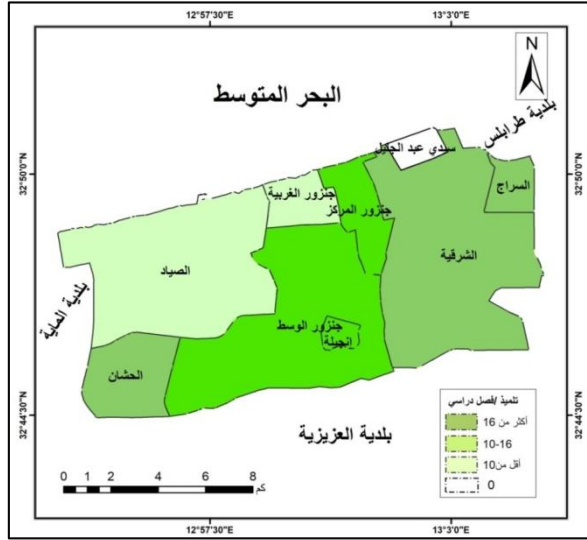 12°57'30"E
13°3'0"E
N
البحر المتوسط
بلدية طرابلس
سيدي عبد الجليل
32°50'0"N
32°50'0"N
السراج
جنزور الغربية
جنزور المركز
الشرقية
الصياد
بلدية الماية
جنزور الوسط
انجيلة
الحشان
تلميذ /فصل دراسي
أكثر من 16
10-16
أقل من10
0
32°44'30"N
32°44'30"N
بلدية العزيزية
0 1 2 4 6 8
كم
12°57'30"E
13°3'0"E